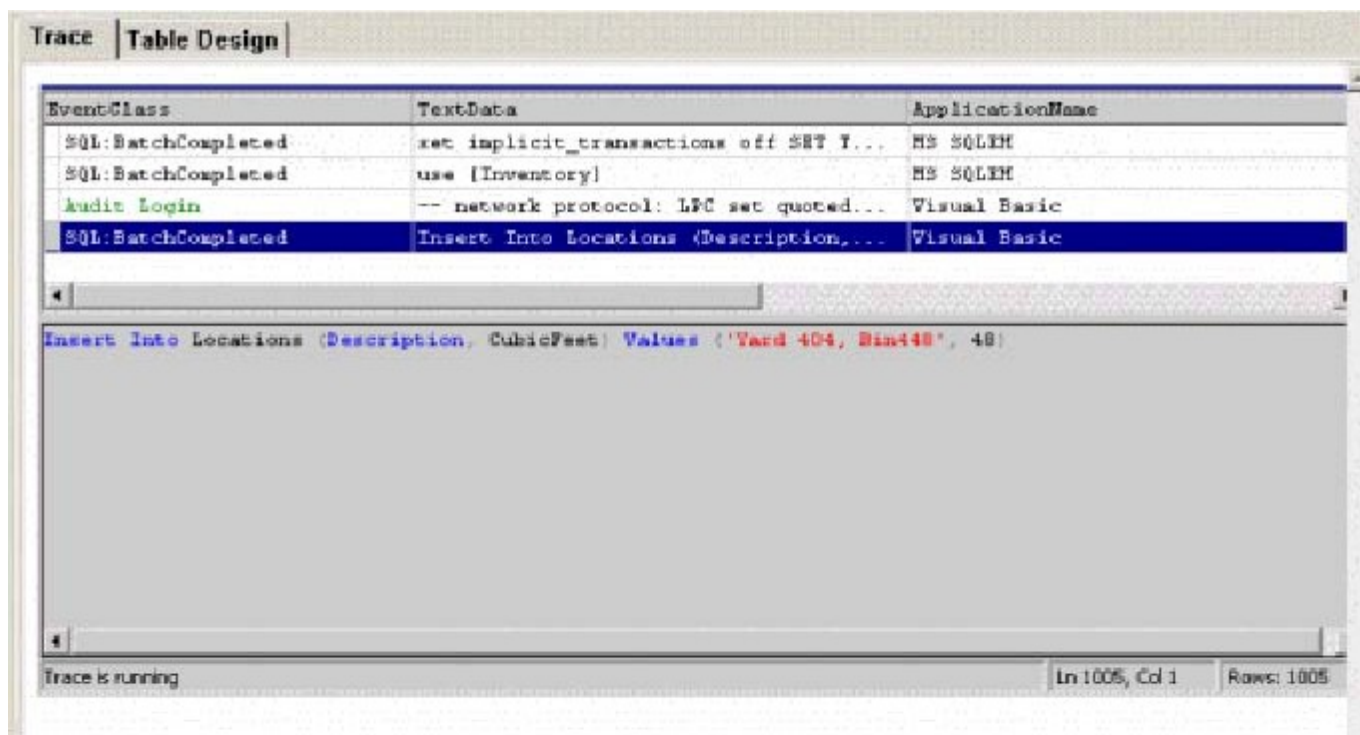 Trace Table Design
EventClass TextData ApplicationName
SQL:BatchCompleted set implicit_transactions off SET T... MS SQLEM
SQL:BatchCompleted use [Inventory] MS SQLEM
Audit Login -- network protocol: LPC set quoted... Visual Basic
SQL:BatchCompleted Insert Into Locations (Description,... Visual Basic
Insert Into Locations (Description, CubicFeet) Values ('Yard 404, Bin448', 48)
Trace is running Ln 1005, Col 1 Rows: 1005